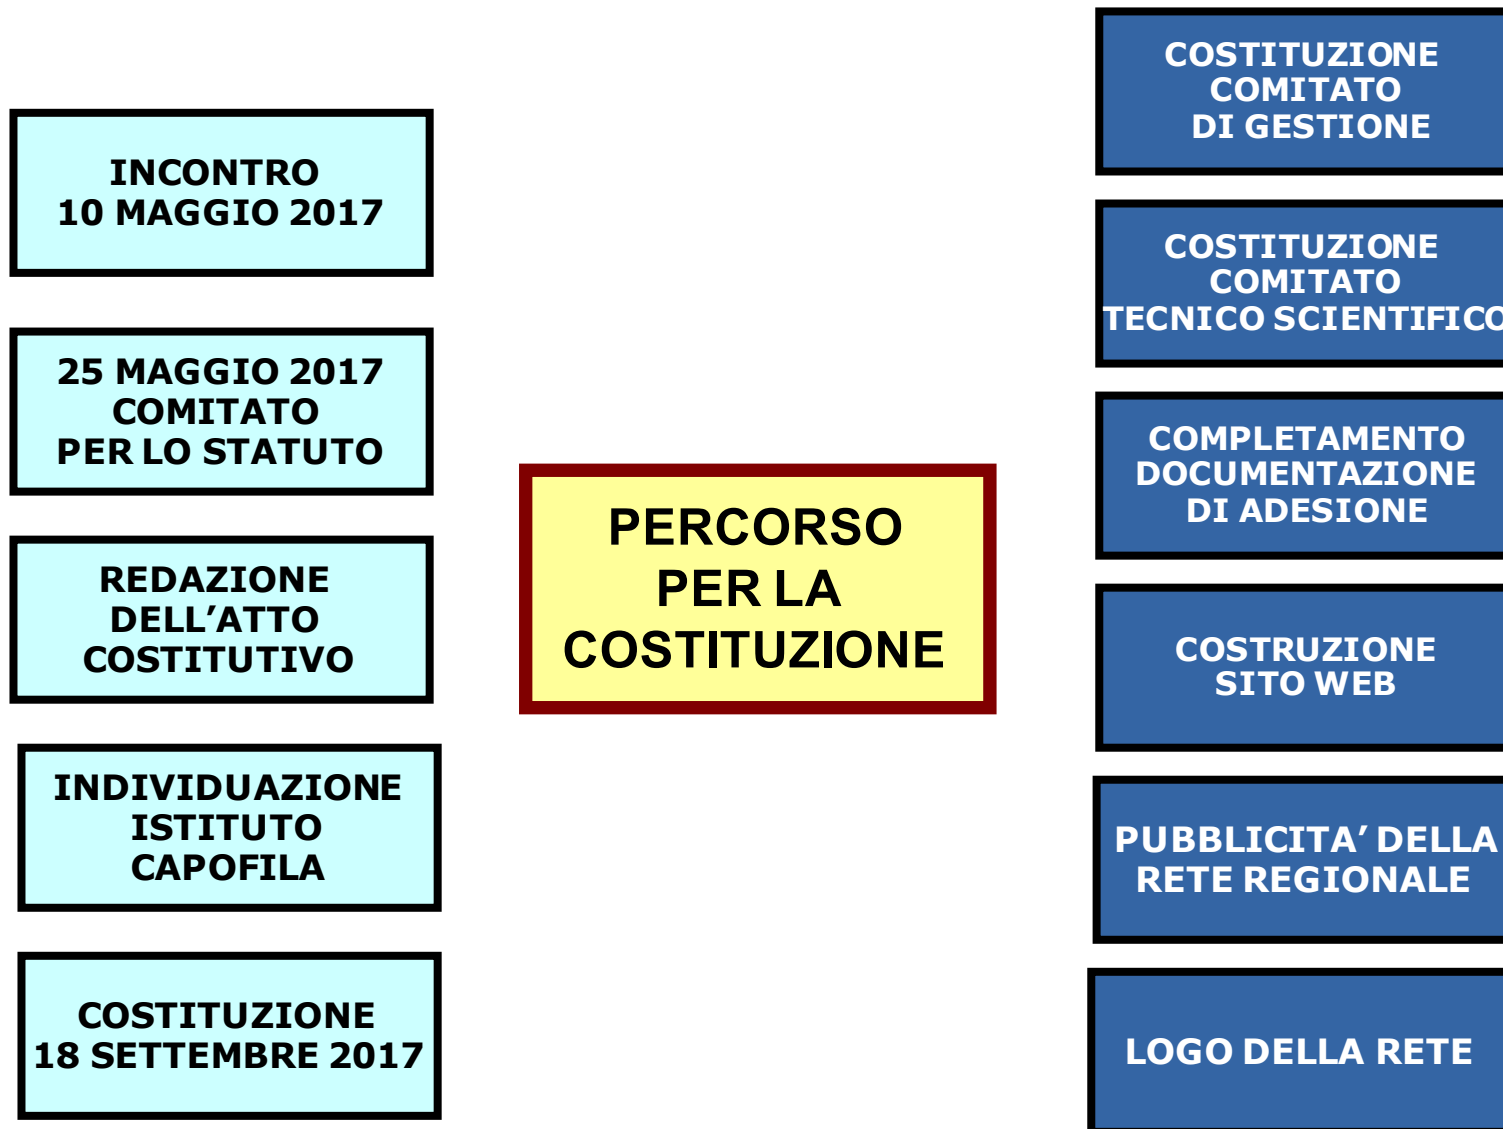 INCONTRO
10 MAGGIO 2017
25 MAGGIO 2017
COMITATO
PER LO STATUTO
REDAZIONE
DELL’ATTO
COSTITUTIVO
INDIVIDUAZIONE
ISTITUTO
CAPOFILA
COSTITUZIONE
18 SETTEMBRE 2017
PERCORSO
PER LA
COSTITUZIONE
COSTITUZIONE
COMITATO
DI GESTIONE
COSTITUZIONE
COMITATO
TECNICO SCIENTIFICO
COMPLETAMENTO
DOCUMENTAZIONE
DI ADESIONE
COSTRUZIONE
SITO WEB
PUBBLICITA’ DELLA
RETE REGIONALE
LOGO DELLA RETE